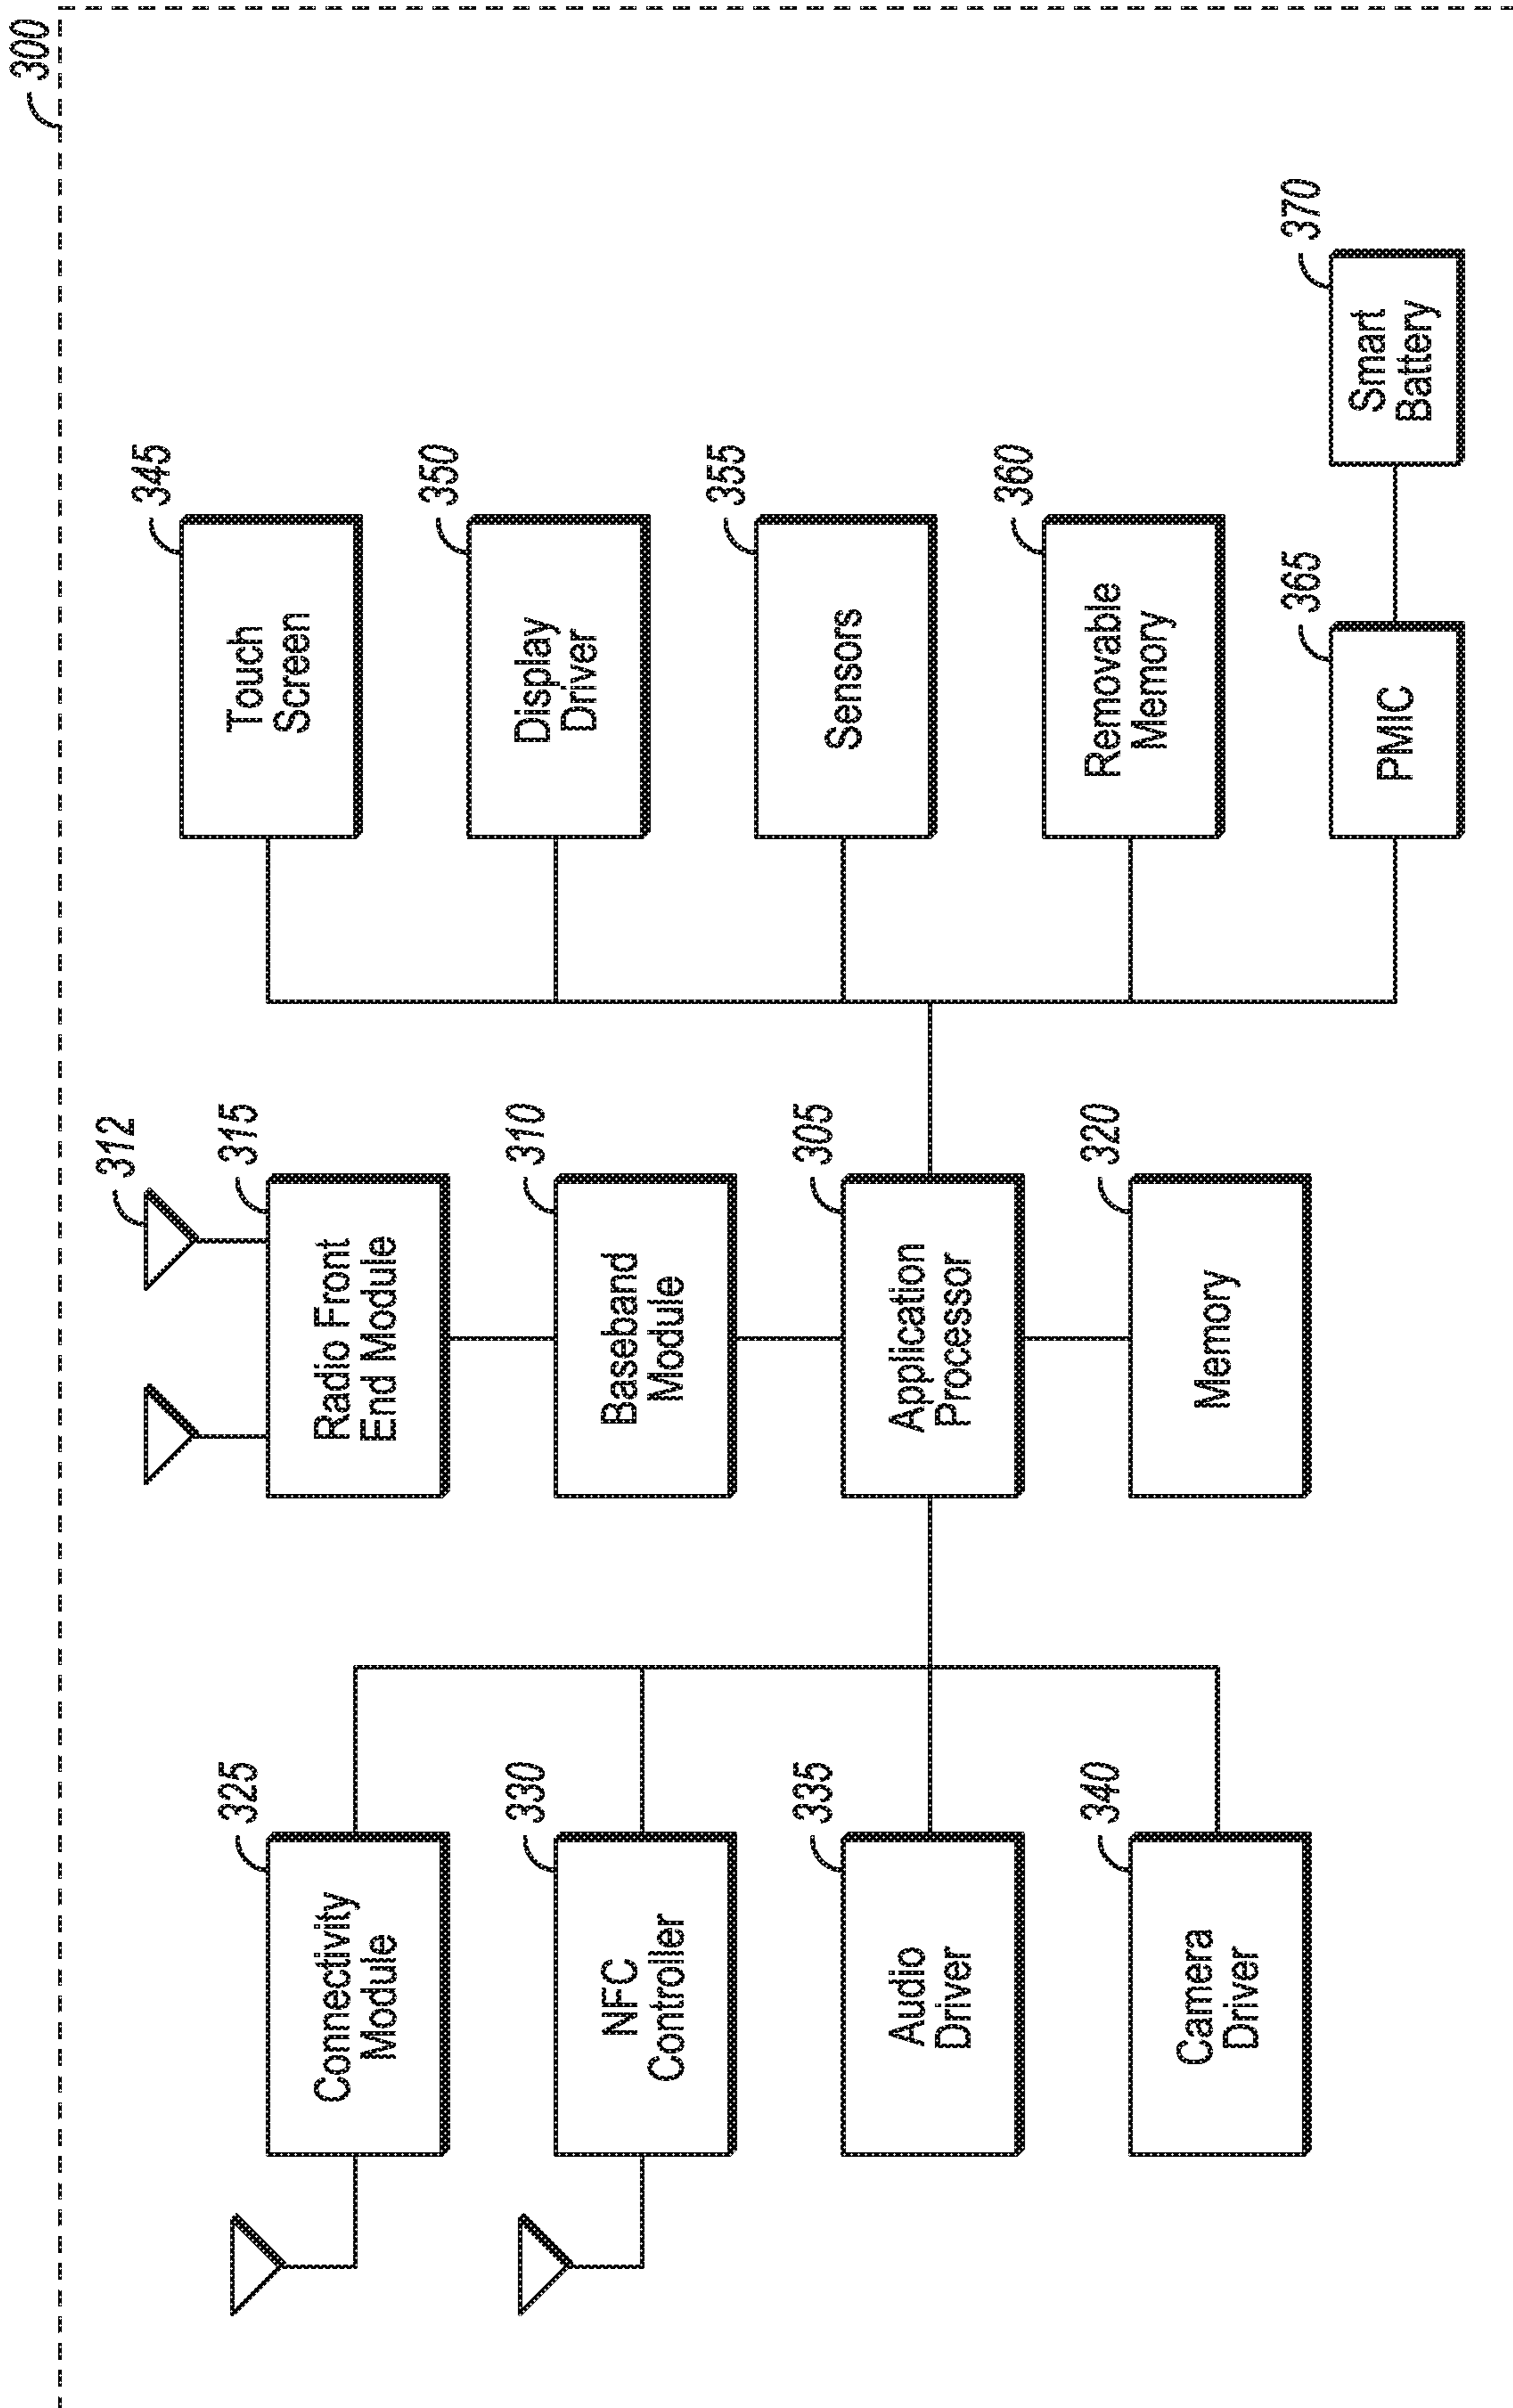 300
312
325
Connectivity
Module
315
Radio Front
End Module
345
Touch
Screen
330
NFC
Controller
310
Baseband
Module
350
Display
Driver
335
Audio
Driver
305
Application
Processor
355
Sensors
340
Camera
Driver
320
Memory
360
Removable
Memory
365
PMIC
370
Smart
Battery